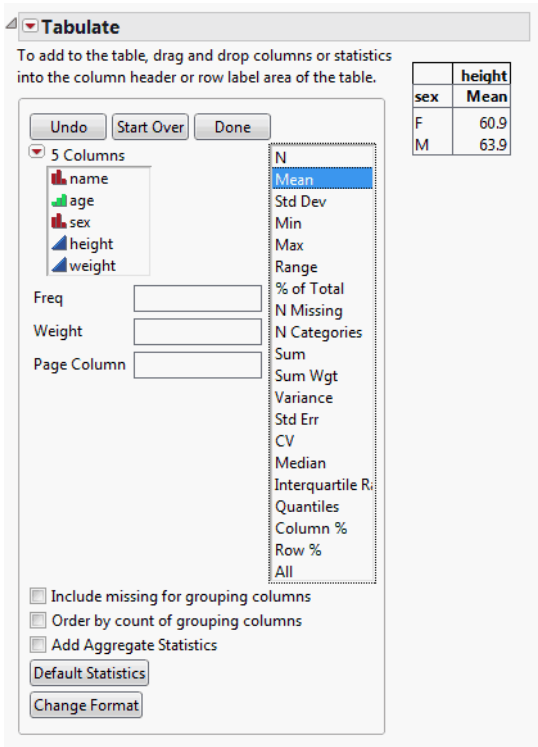 Tabulate
To add to the table, drag and drop columns or statistics
into the column header or row label area of the table.
Undo Start Over Done
5 Columns
name
age
sex
height
weight
Freq
Weight
Page Column
N
Mean
Std Dev
Min
Max
Range
% of Total
N Missing
N Categories
Sum
Sum Wgt
Variance
Std Err
CV
Median
Interquartile Ra
Quantiles
Column %
Row %
All
Include missing for grouping columns
Order by count of grouping columns
Add Aggregate Statistics
Default Statistics
Change Format
height
sex Mean
F 60.9
M 63.9